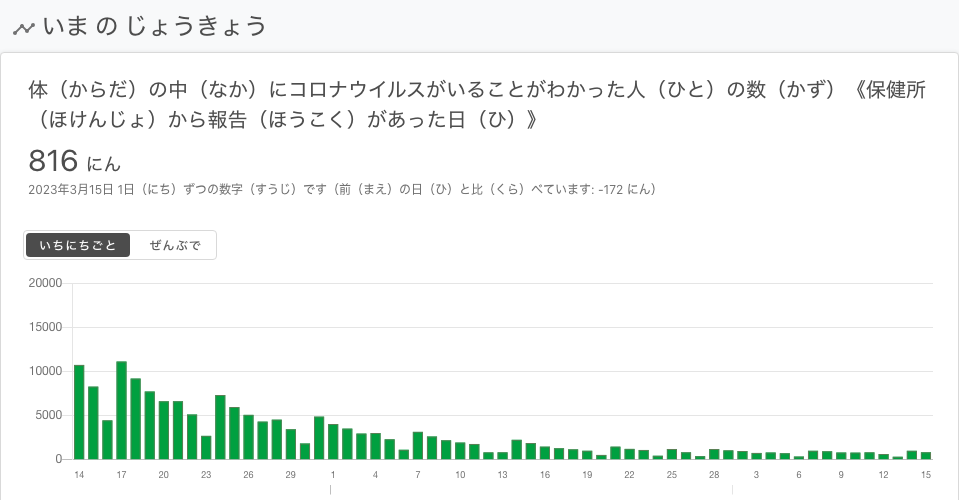 いま の じょうきょう
体（からだ）の中（なか）にコロナウイルスがいることがわかった人（ひと）の数（かず）《保健所
（ほけんじょ）から報告（ほうこく）があった日（ひ）》
816 にん
2023年3月15日 1日（にち）ずつの数字（すうじ）です（前（まえ）の日（ひ）と比（くら）べています: -172 にん）
いちにちごと ぜんぶで
20000
15000
10000
5000
0
14 17 20 23 26 29 1 4 7 10 13 16 19 22 25 28 3 6 9 12 15